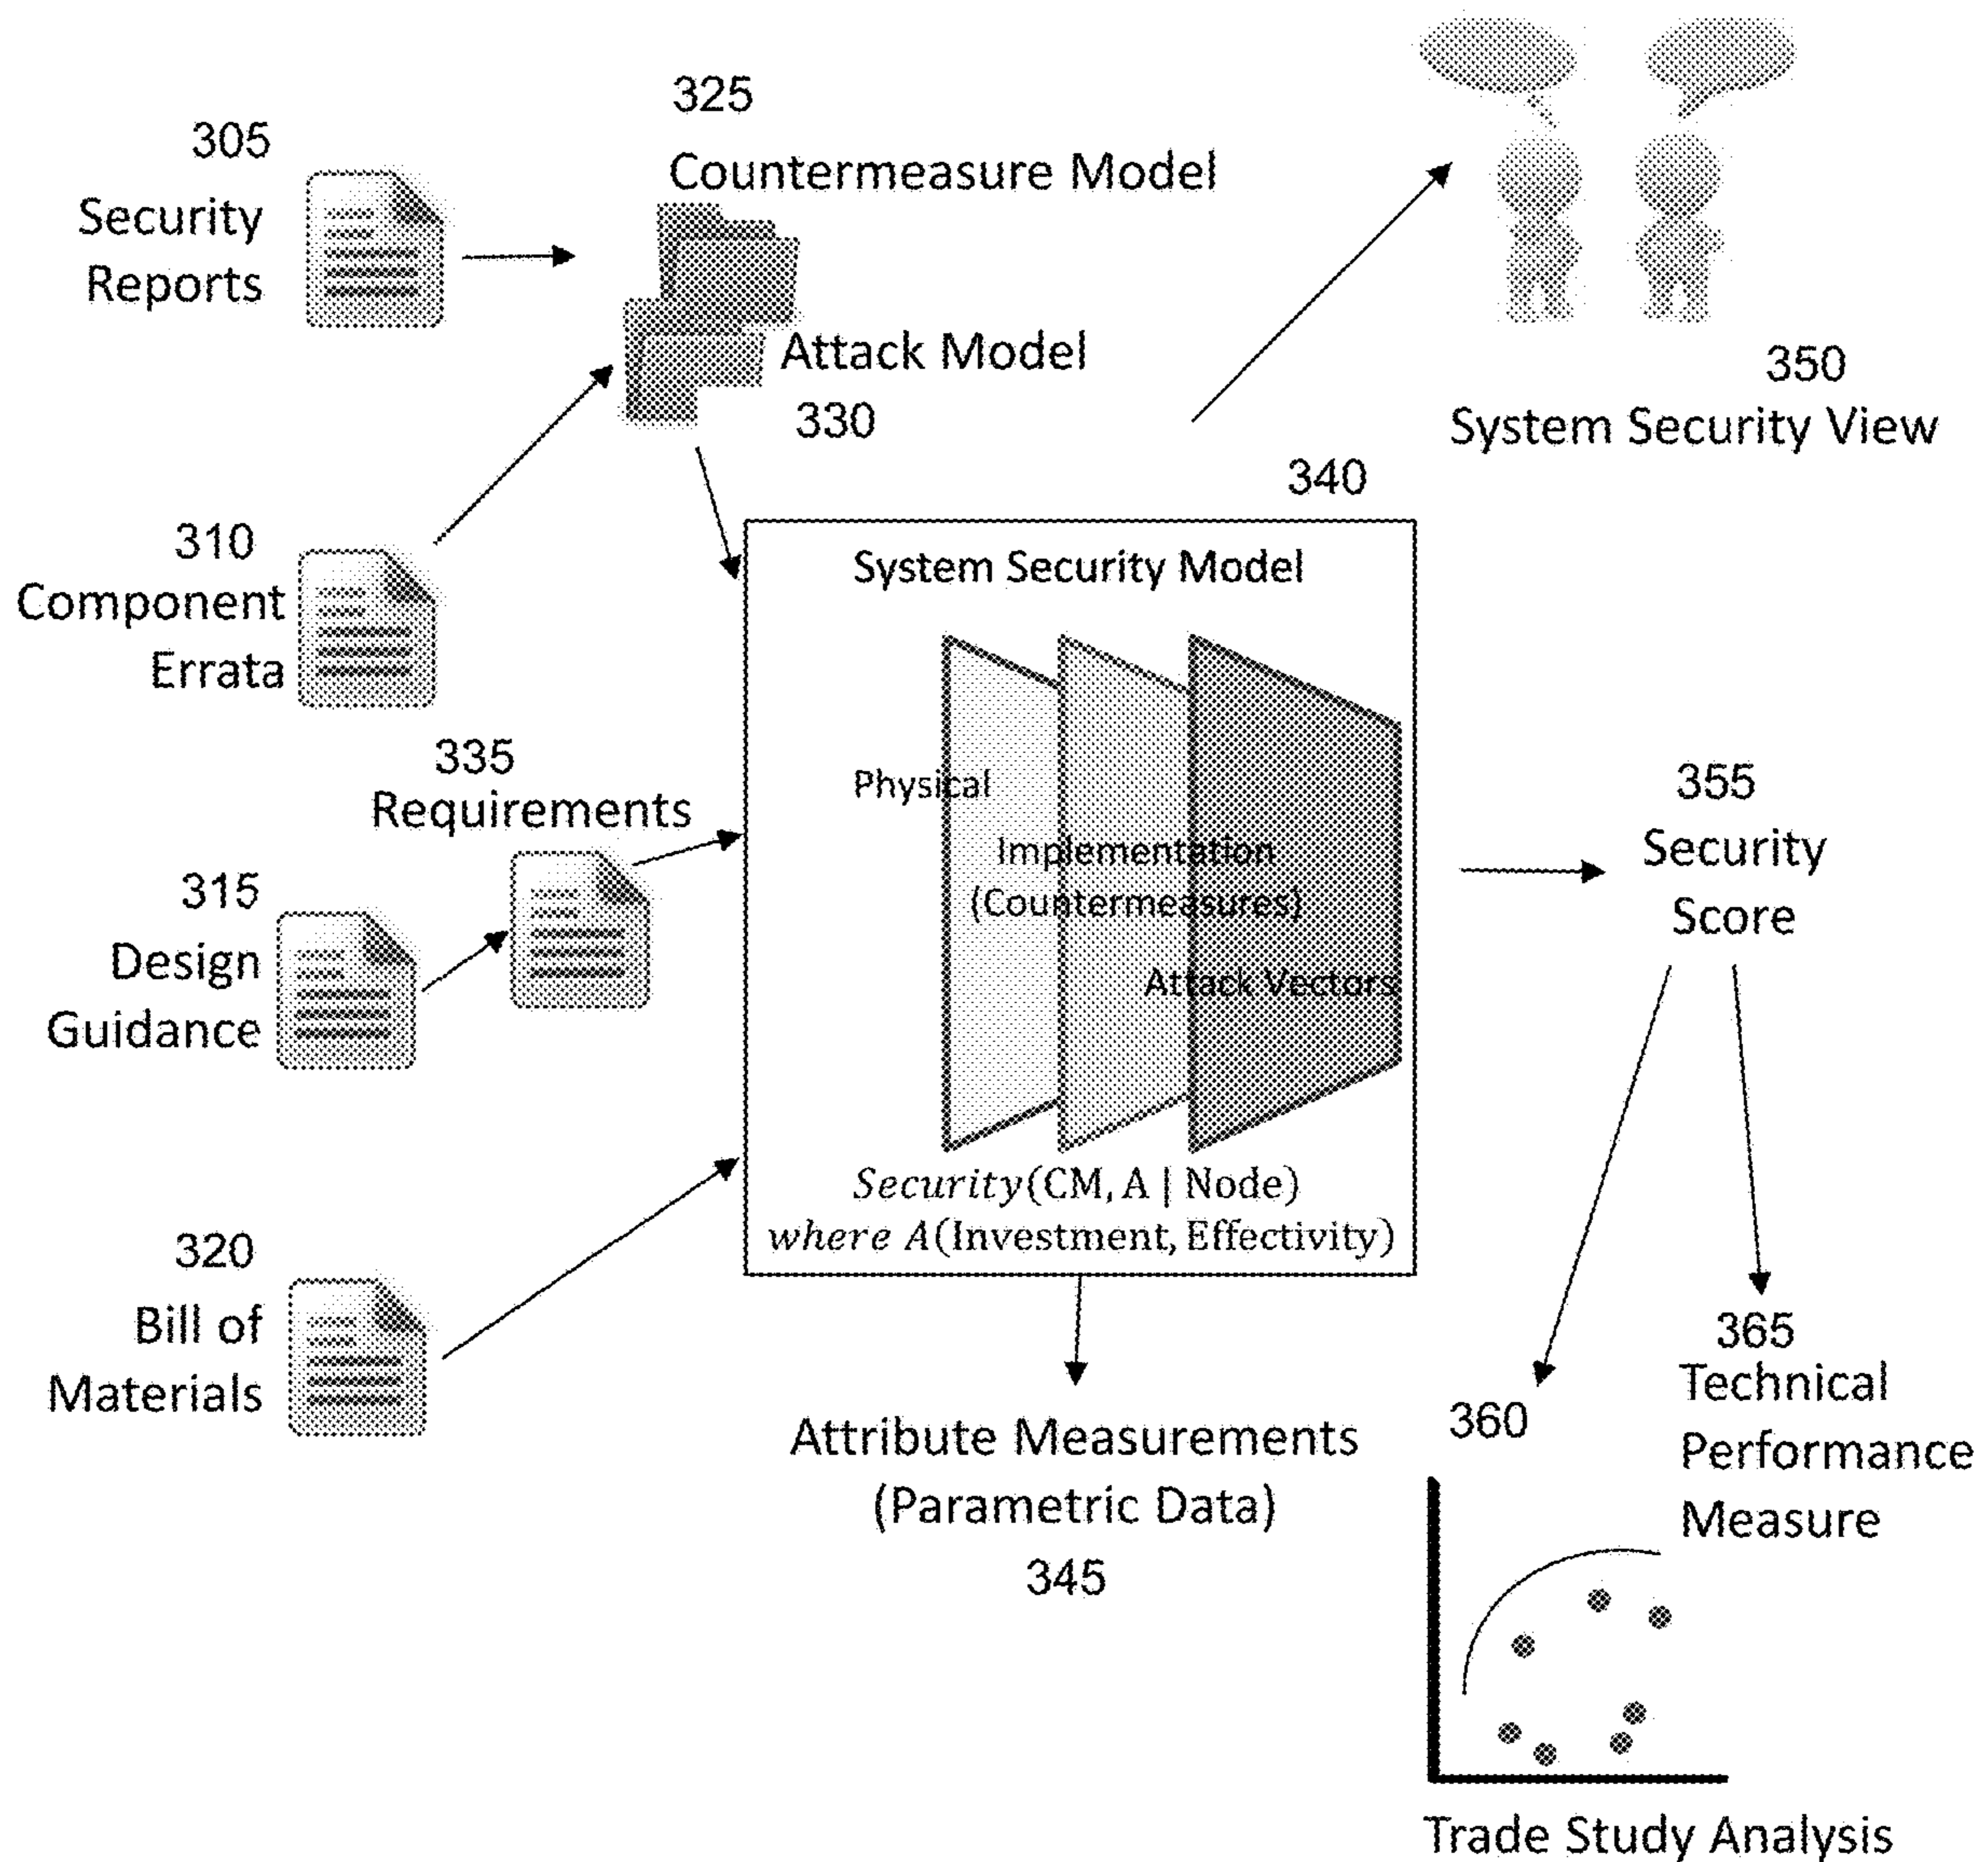 305
Security
Reports
325
Countermeasure Model
Attack Model
330
350
System Security View
310
Component
Errata
340
System Security Model
Physical
Implementation
(Countermeasures)
Attack Vectors
Security(CM, A | Node)
where A(Investment, Effectivity)
335
Requirements
315
Design
Guidance
320
Bill of
Materials
355
Security
Score
Attribute Measurements
(Parametric Data)
345
360
365
Technical
Performance
Measure
Trade Study Analysis